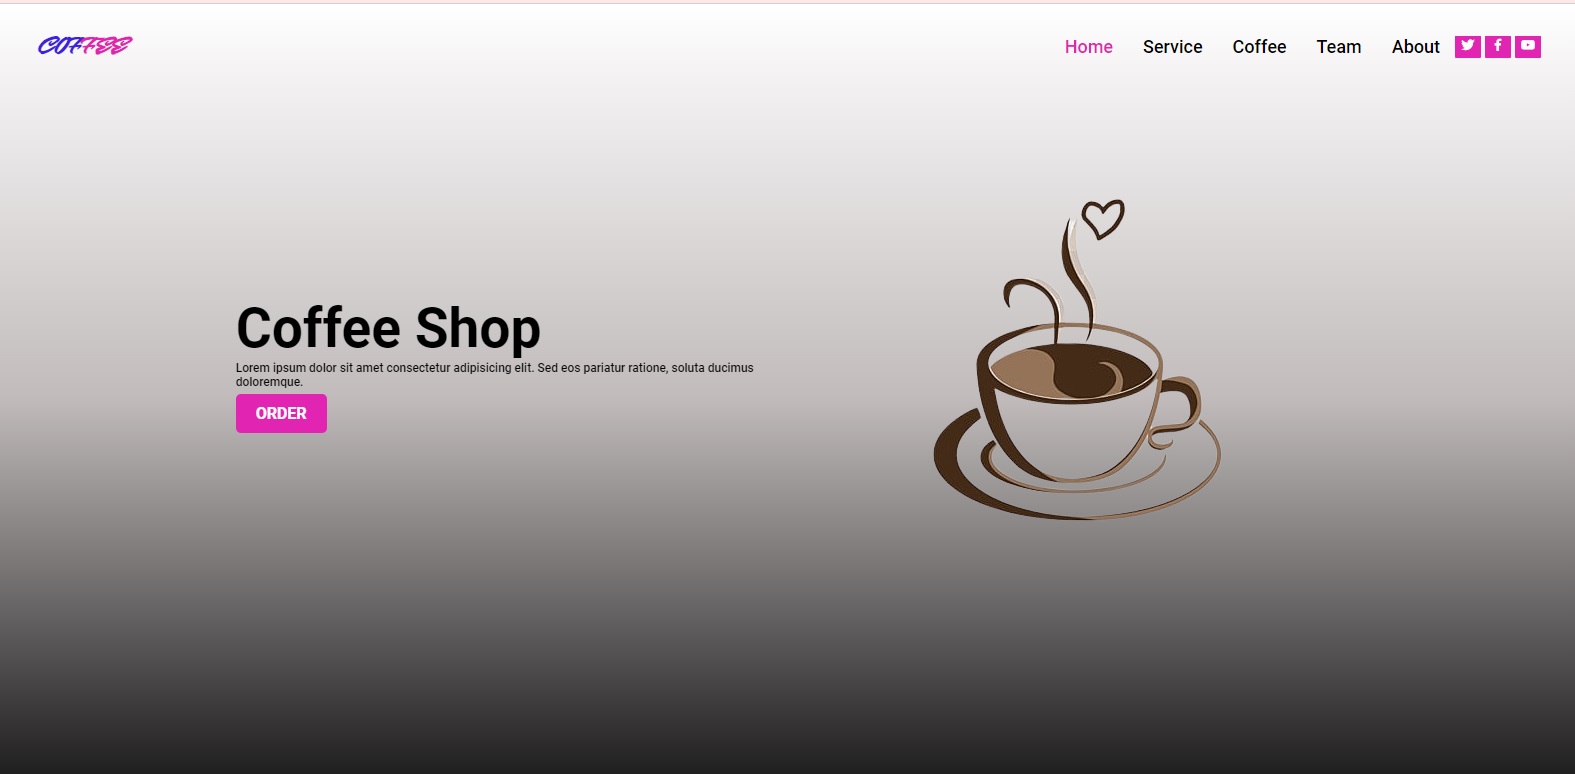 COFFEE
Home Service Coffee Team About
Coffee Shop
Lorem ipsum dolor sit amet consectetur adipisicing elit. Sed eos pariatur ratione, soluta ducimus
doloremque.
ORDER